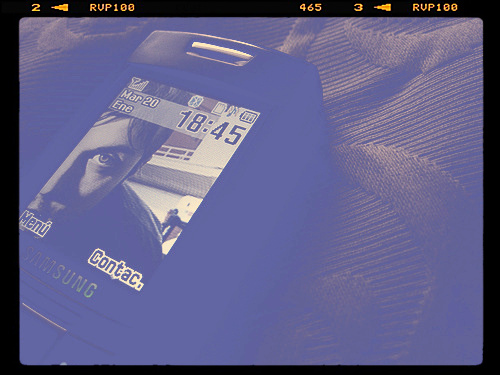 2 RVP100 465 3 RVP100
Mar 20
Ene
18:45
Menú
Contac.
SAMSUNG